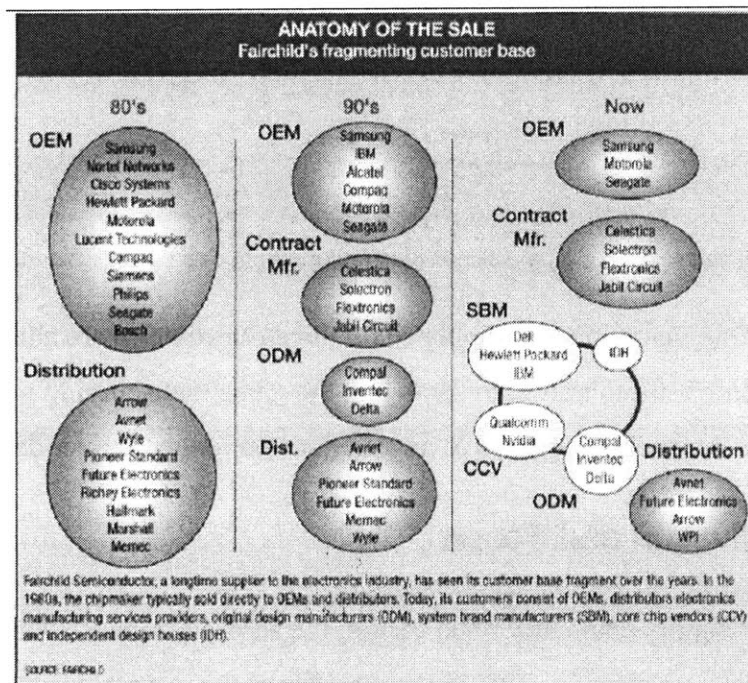 ANATOMY OF THE SALE
Fairchild's fragmenting customer base
80's
OEM
Samsung
Nortel Networks
Cisco Systems
Hewlett Packard
Motorola
Lucent Technologies
Compaq
Siemens
Philips
Seagate
Bosch
Distribution
Arrow
Avnet
Wyle
Pioneer Standard
Future Electronics
Richey Electronics
Hallmark
Marshall
Memec
90's
OEM
Samsung
IBM
Alcatel
Compaq
Motorola
Seagate
Contract
Mfr.
Celestica
Solectron
Flextronics
Jabil Circuit
ODM
Compal
Inventec
Delta
Dist.
Avnet
Arrow
Pioneer Standard
Future Electronics
Memec
Wyle
Now
OEM
Samsung
Motorola
Seagate
Contract
Mfr.
Celestica
Solectron
Flextronics
Jabil Circuit
SBM
Dell
Hewlett Packard
IBM
IDH
Qualcomm
Nvidia
CCV
Compal
Inventec
Delta
ODM
Distribution
Avnet
Future Electronics
Arrow
WPI
Fairchild Semiconductor, a longtime supplier to the electronics industry, has seen its customer base fragment over the years. In the
1980s, the chipmaker typically sold directly to OEMs and distributors. Today, its customers consist of OEMs, distributors electronics
manufacturing services providers, original design manufacturers (ODM), system brand manufacturers (SBM), core chip vendors (CCV)
and independent design houses (IDH).
SOURCE: FAIRCHILD